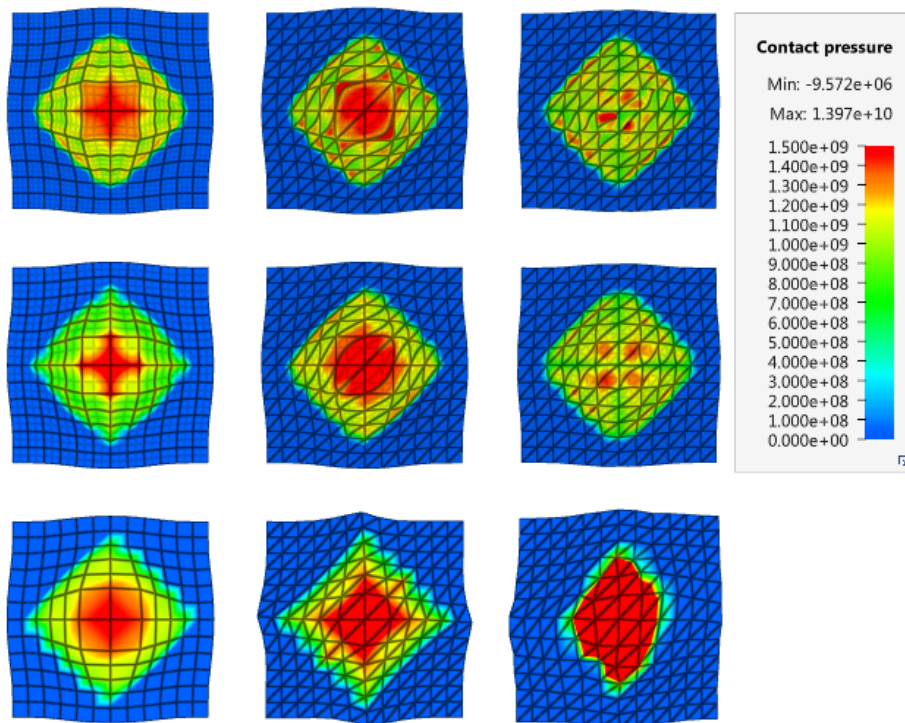 Contact pressure
Min: -9.572e+06
Max: 1.397e+10
1.500e+09
1.400e+09
1.300e+09
1.200e+09
1.100e+09
1.000e+09
9.000e+08
8.000e+08
7.000e+08
6.000e+08
5.000e+08
4.000e+08
3.000e+08
2.000e+08
1.000e+08
0.000e+00